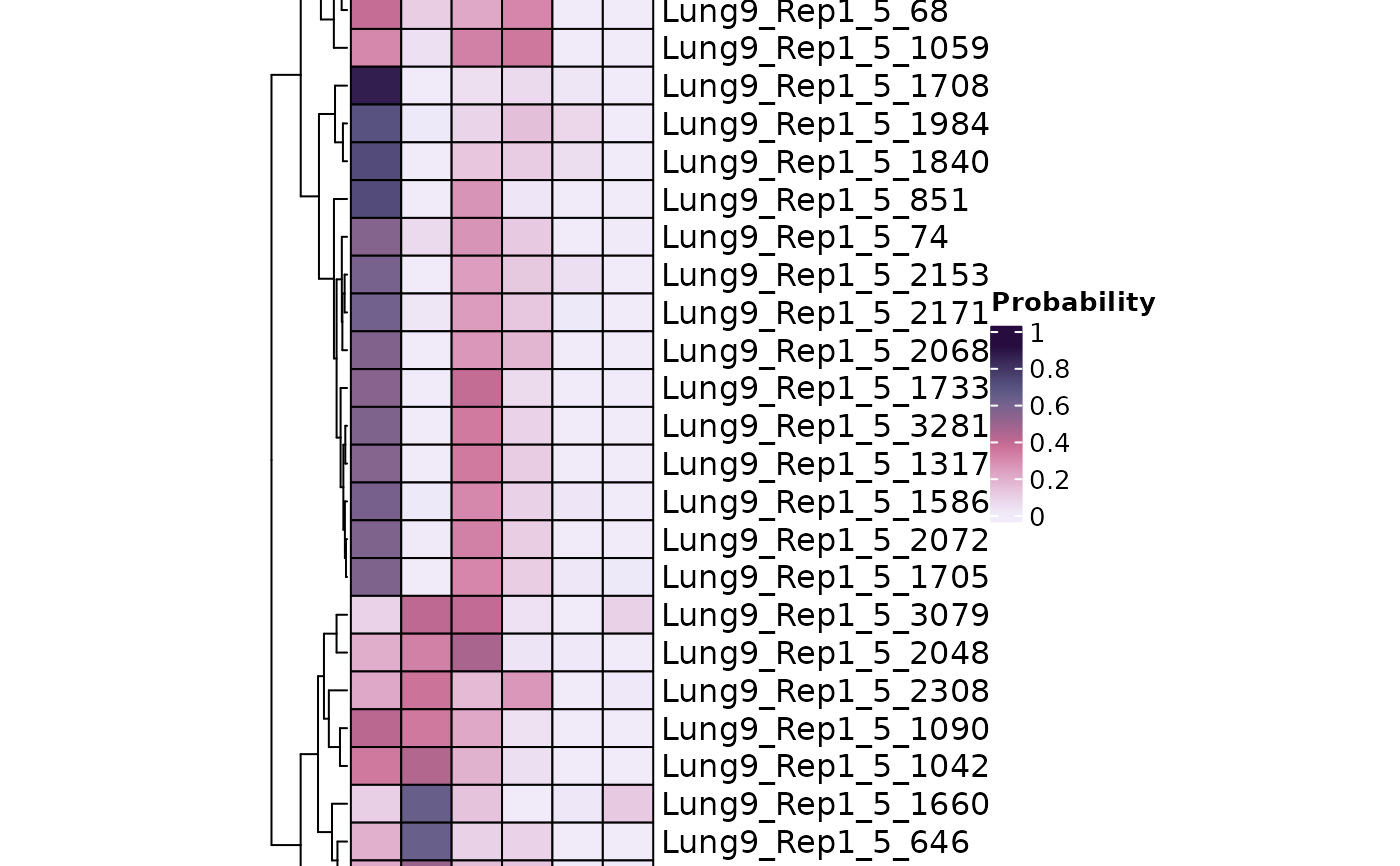 Lung9_Rep1_5_68
Lung9_Rep1_5_1059
Lung9_Rep1_5_1708
Lung9_Rep1_5_1984
Lung9_Rep1_5_1840
Lung9_Rep1_5_851
Lung9_Rep1_5_74
Lung9_Rep1_5_2153
Lung9_Rep1_5_2171
Lung9_Rep1_5_2068
Lung9_Rep1_5_1733
Lung9_Rep1_5_3281
Lung9_Rep1_5_1317
Lung9_Rep1_5_1586
Lung9_Rep1_5_2072
Lung9_Rep1_5_1705
Lung9_Rep1_5_3079
Lung9_Rep1_5_2048
Lung9_Rep1_5_2308
Lung9_Rep1_5_1090
Lung9_Rep1_5_1042
Lung9_Rep1_5_1660
Lung9_Rep1_5_646
Probability
1
0.8
0.6
0.4
0.2
0